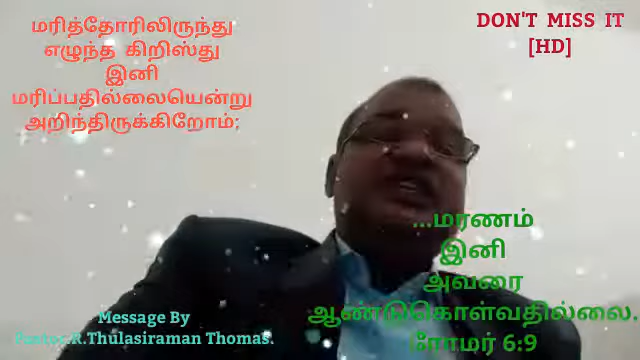 மரித்தோரிலிருந்து
எழுந்த கிறிஸ்து
இனி
மரிப்பதில்லையென்று
அறிந்திருக்கிறோம்;
DON'T MISS IT
[HD]
...மரணம்
இனி
அவரை
ஆண்டுகொள்வதில்லை.
ரோமர் 6:9
Message By
Pastor.R.Thulasiraman Thomas.